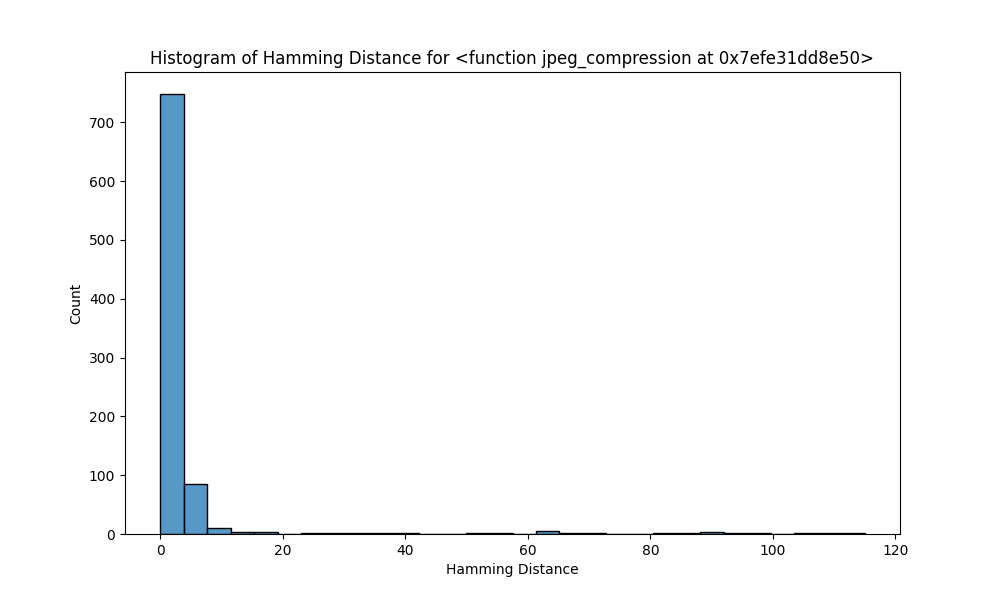 Histogram of Hamming Distance for <function jpeg_compression at 0x7efe31dd8e50>
Count
700
600
500
400
300
200
100
0
0 20 40 60 80 100 120
Hamming Distance